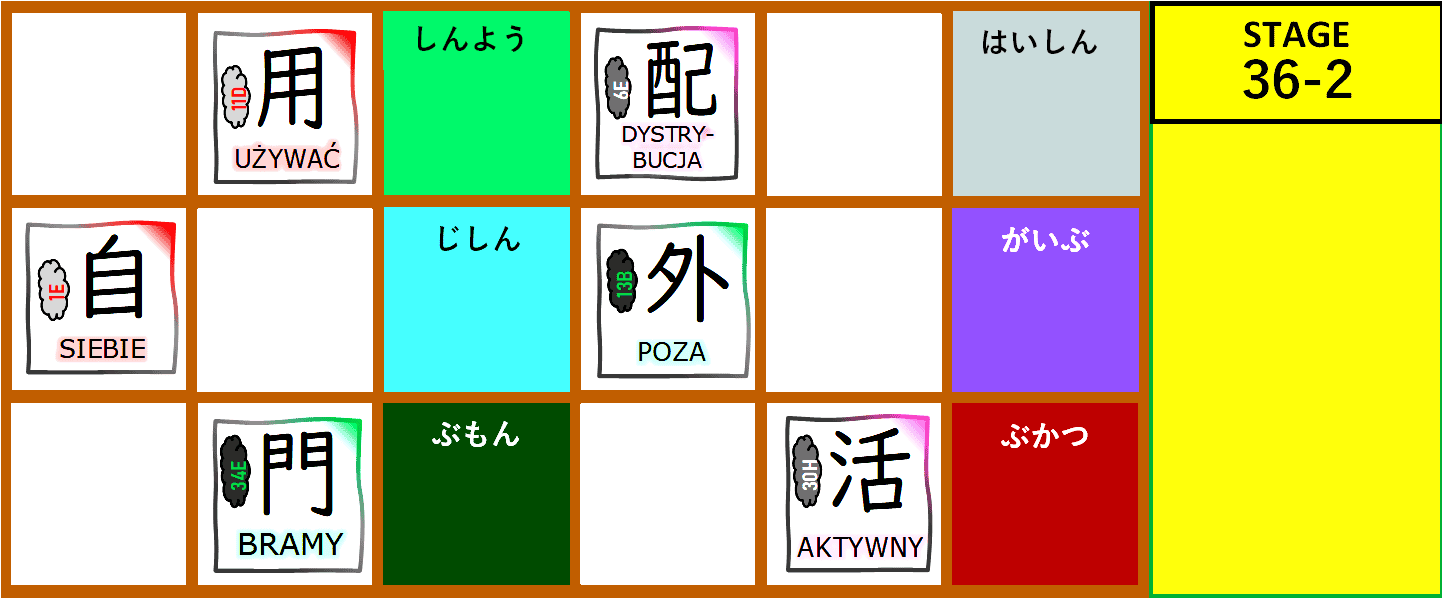 11D
用
UŻYWAĆ
しんよう
6E
配
DYSTRY-
BUCJA
はいしん
STAGE
36-2
1E
自
SIEBIE
じしん
13B
外
POZA
がいぶ
34E
門
BRAMY
ぶもん
30H
活
AKTYWNY
ぶかつ